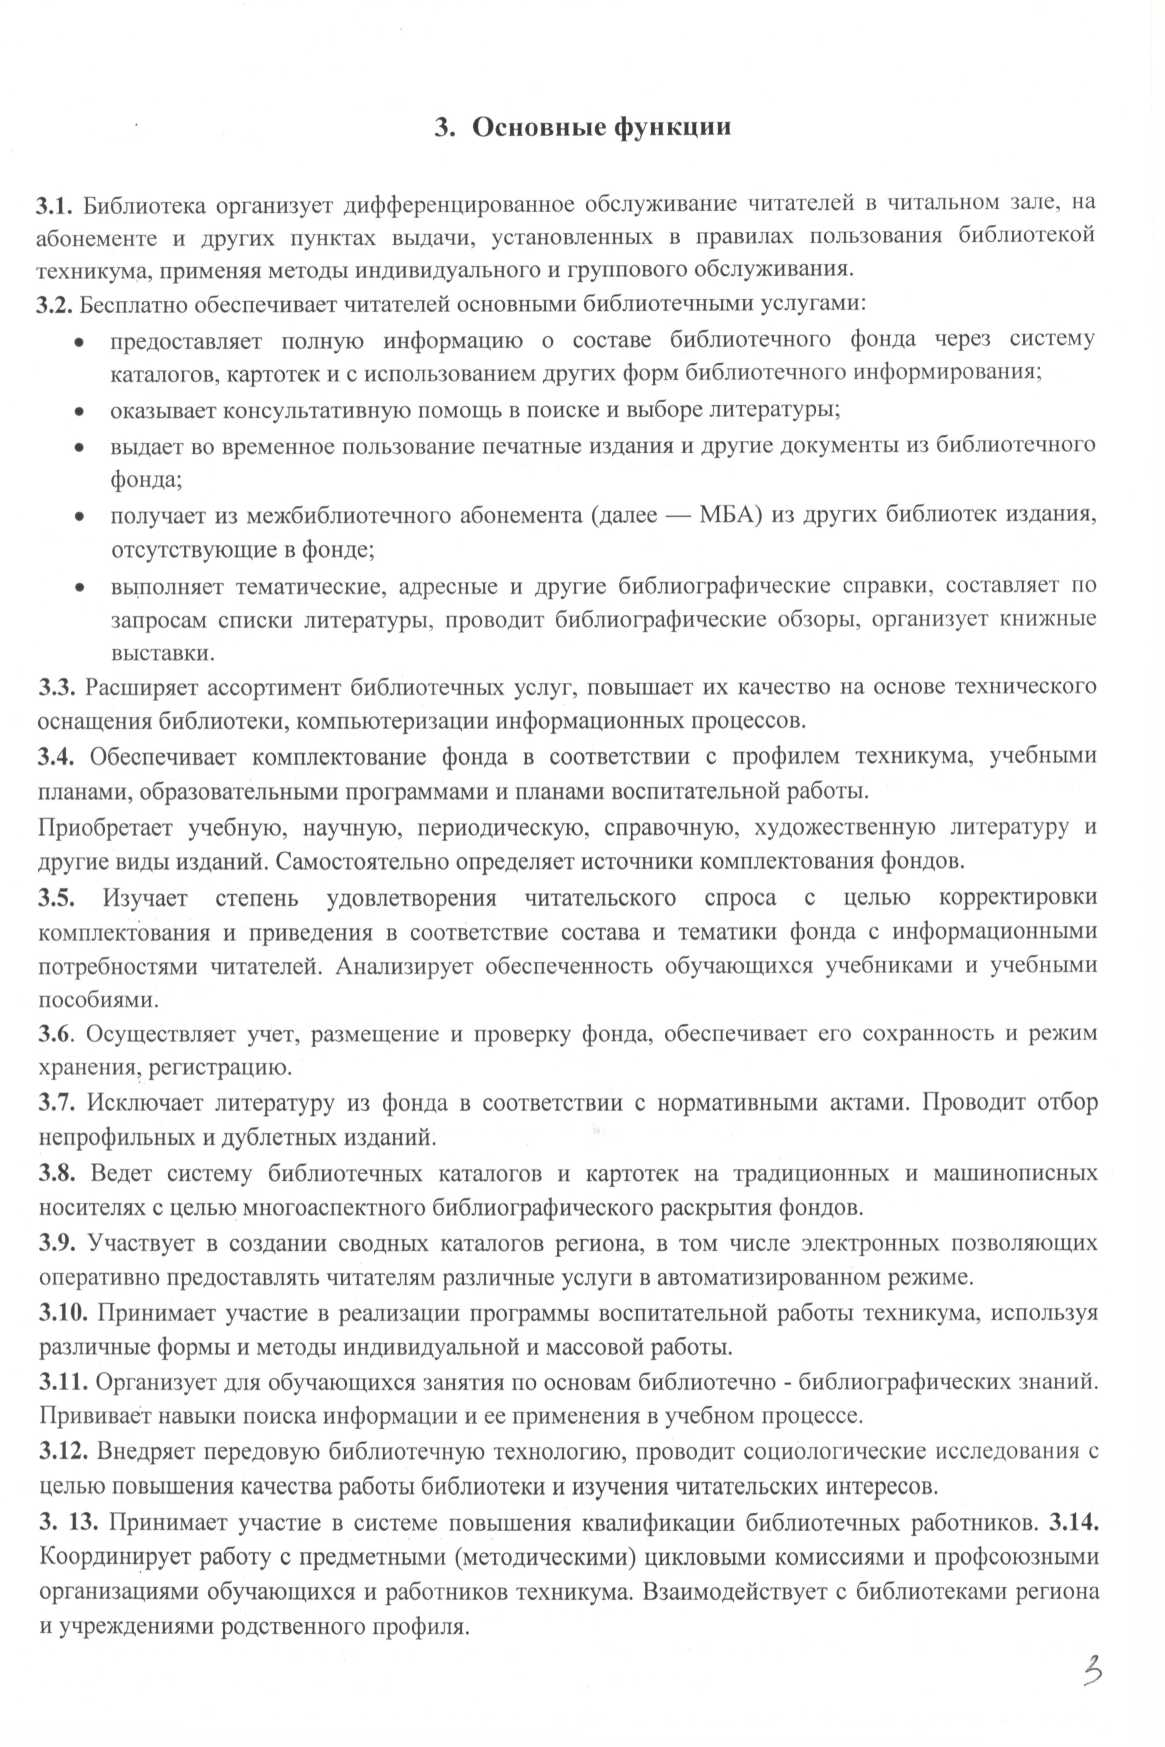 3. Основные функции
3.1. Библиотека организует дифференцированное обслуживание читателей в читальном зале, на
абонементе и других пунктах выдачи, установленных в правилах пользования библиотекой
техникума, применяя методы индивидуального и группового обслуживания.
3.2. Бесплатно обеспечивает читателей основными библиотечными услугами:
• предоставляет полную информацию о составе библиотечного фонда через систему
каталогов, картотек и с использованием других форм библиотечного информирования;
• оказывает консультативную помощь в поиске и выборе литературы;
• выдает во временное пользование печатные издания и другие документы из библиотечного
фонда;
• получает из межбиблиотечного абонемента (далее — МБА) из других библиотек издания,
отсутствующие в фонде;
• выполняет тематические, адресные и другие библиографические справки, составляет по
запросам списки литературы, проводит библиографические обзоры, организует книжные
выставки.
3.3. Расширяет ассортимент библиотечных услуг, повышает их качество на основе технического
оснащения библиотеки, компьютеризации информационных процессов.
3.4. Обеспечивает комплектование фонда в соответствии с профилем техникума, учебными
планами, образовательными программами и планами воспитательной работы.
Приобретает учебную, научную, периодическую, справочную, художественную литературу и
другие виды изданий. Самостоятельно определяет источники комплектования фондов.
3.5. Изучает степень удовлетворения читательского спроса с целью корректировки
комплектования и приведения в соответствие состава и тематики фонда с информационными
потребностями читателей. Анализирует обеспеченность обучающихся учебниками и учебными
пособиями.
3.6. Осуществляет учет, размещение и проверку фонда, обеспечивает его сохранность и режим
хранения, регистрацию.
3.7. Исключает литературу из фонда в соответствии с нормативными актами. Проводит отбор
непрофильных и дублетных изданий.
3.8. Ведет систему библиотечных каталогов и картотек на традиционных и машинописных
носителях с целью многоаспектного библиографического раскрытия фондов.
3.9. Участвует в создании сводных каталогов региона, в том числе электронных позволяющих
оперативно предоставлять читателям различные услуги в автоматизированном режиме.
3.10. Принимает участие в реализации программы воспитательной работы техникума, используя
различные формы и методы индивидуальной и массовой работы.
3.11. Организует для обучающихся занятия по основам библиотечно - библиографических знаний.
Прививает навыки поиска информации и ее применения в учебном процессе.
3.12. Внедряет передовую библиотечную технологию, проводит социологические исследования с
целью повышения качества работы библиотеки и изучения читательских интересов.
3. 13. Принимает участие в системе повышения квалификации библиотечных работников. 3.14.
Координирует работу с предметными (методическими) цикловыми комиссиями и профсоюзными
организациями обучающихся и работников техникума. Взаимодействует с библиотеками региона
и учреждениями родственного профиля.
3